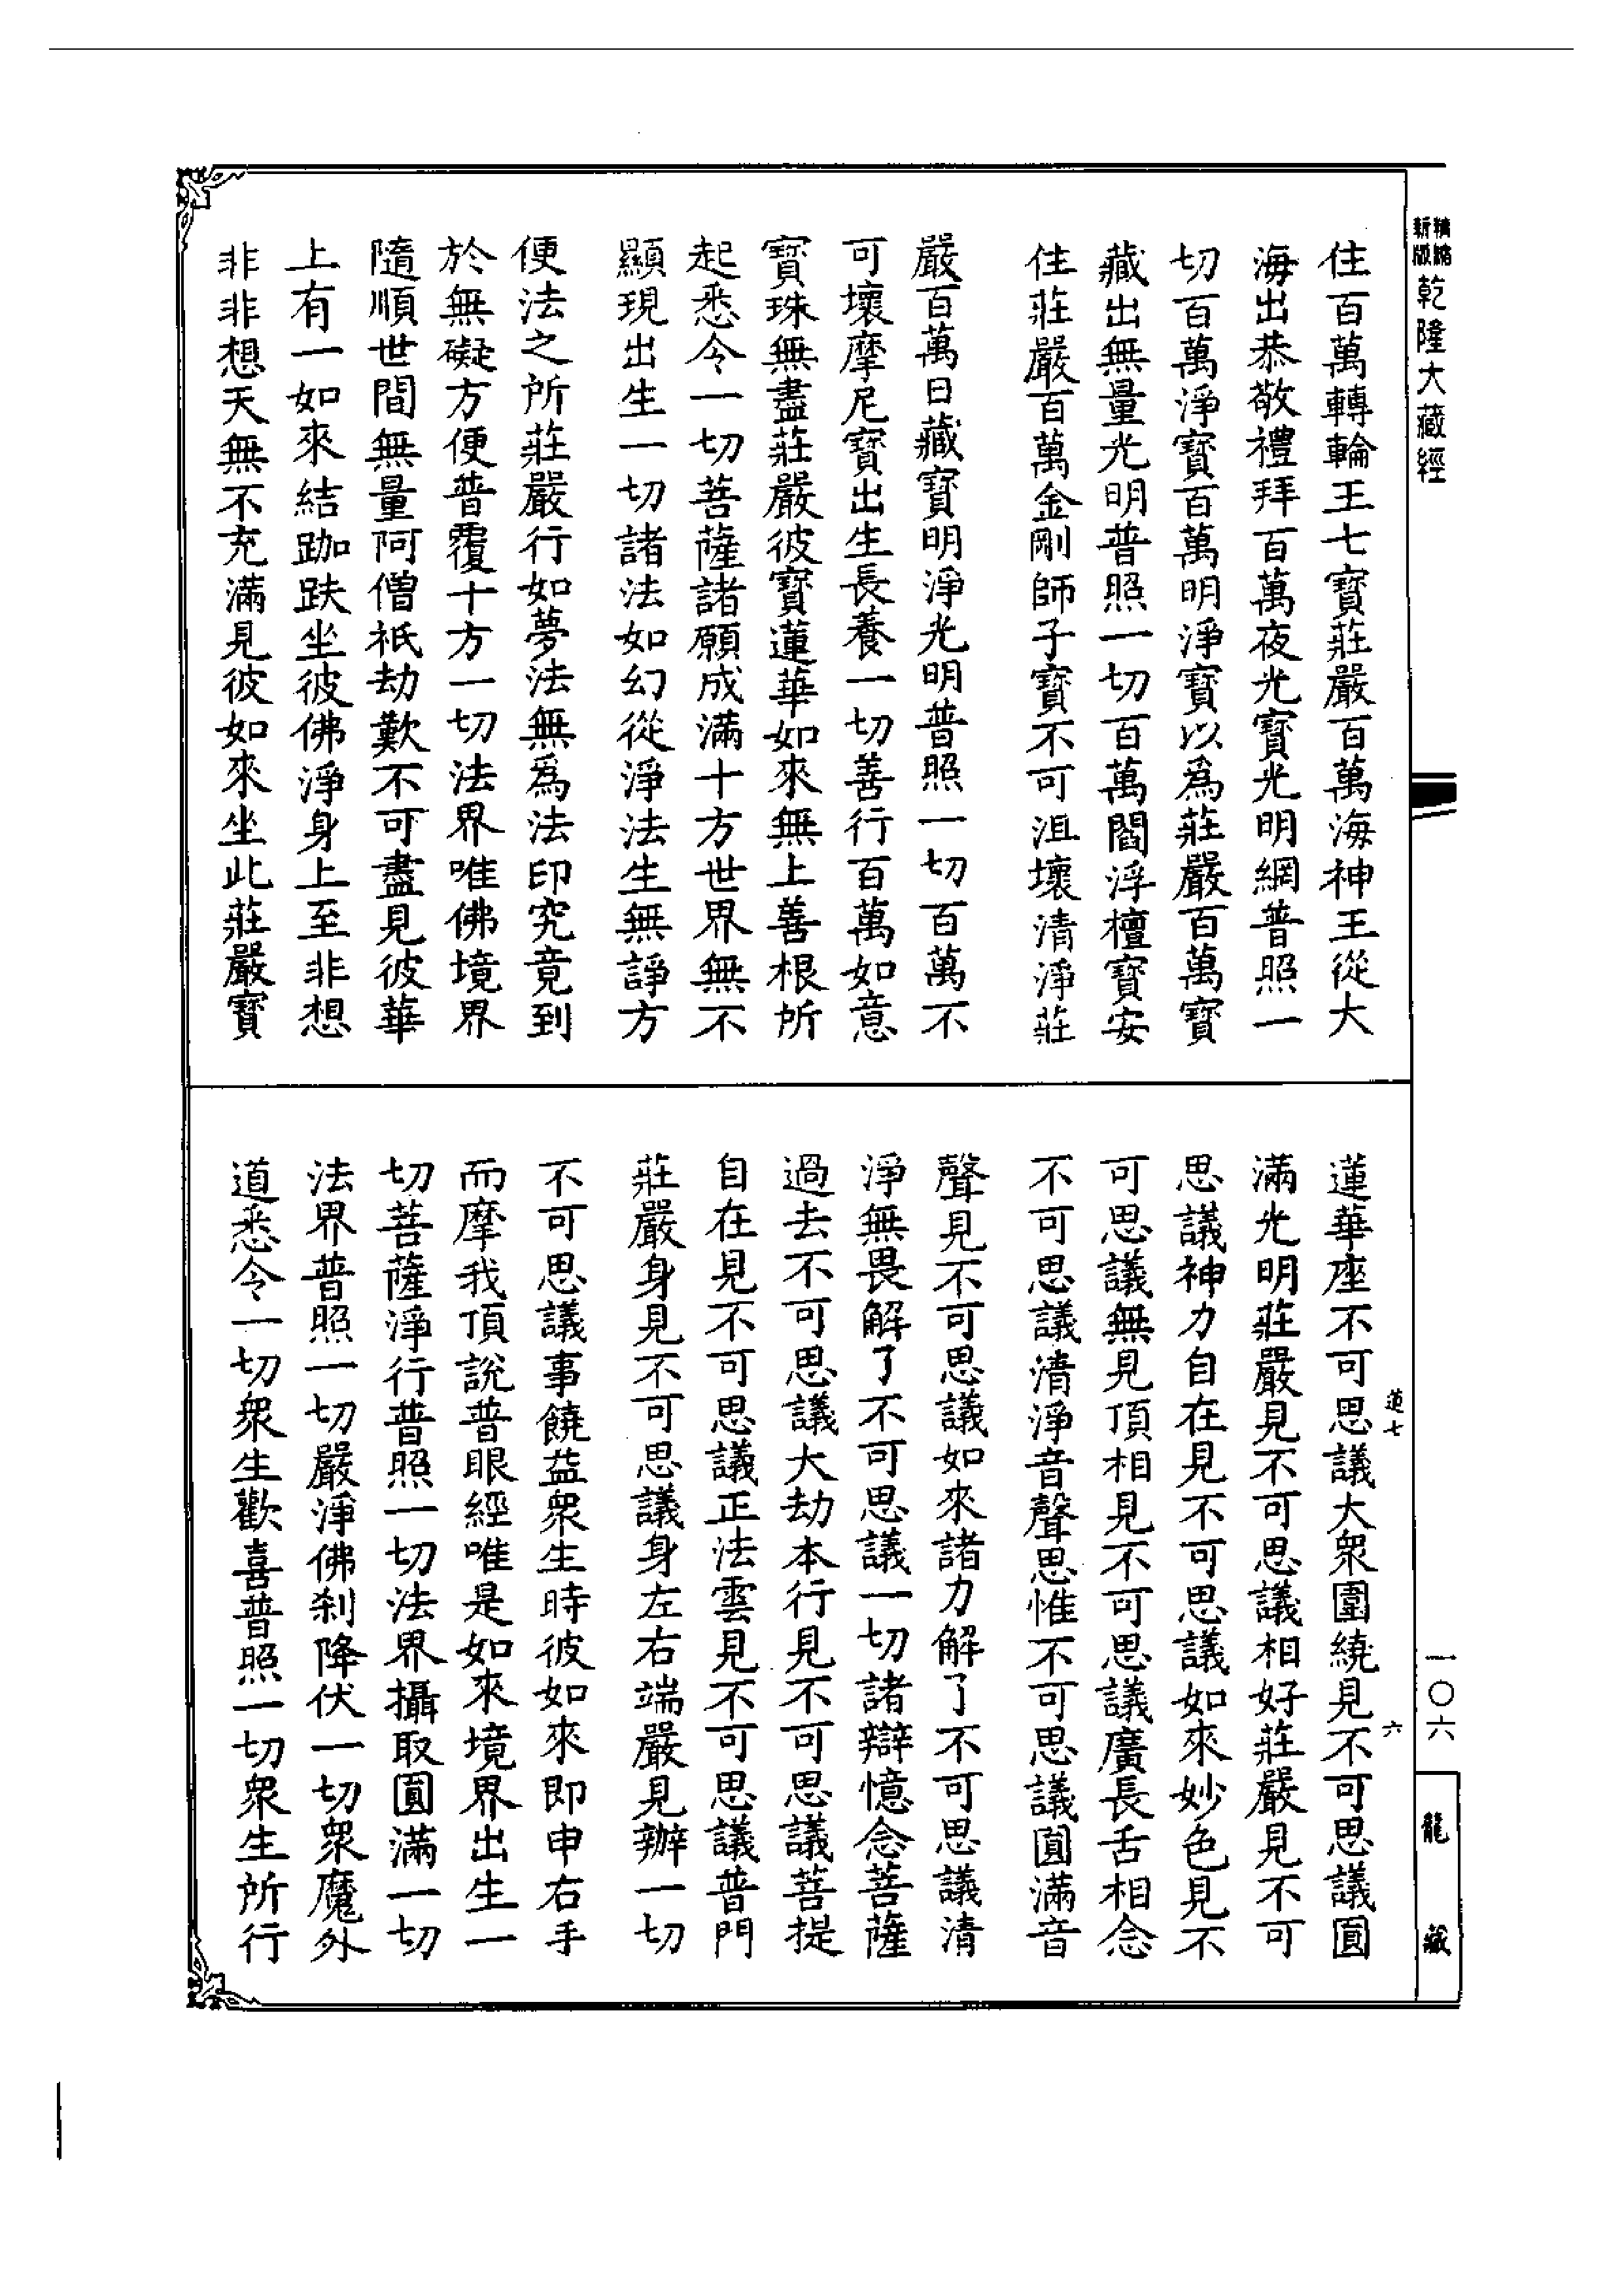 精縮
新版
乾隆大藏經
住百萬轉輪王七寶莊嚴百萬海神王從大
海出恭敬禮拜百萬夜光寶光明網普照一
切百萬淨寶百萬明淨寶以為莊嚴百萬寶
藏出無量光明普照一切百萬閻浮檀寶安
住莊嚴百萬金剛師子寶不可沮壞清淨莊
嚴百萬日藏寶明淨光明普照一切百萬不
可壞摩尼寶出生長養一切善行百萬如意
寶珠無盡莊嚴彼寶蓮華如來無上善根所
起悉令一切菩薩諸願成滿十方世界無不
顯現出生一切諸法如幻從淨法生無諍方
便法之所莊嚴行如夢法無為法印究竟到
於無礙方便普覆十方一切法界唯佛境界
隨順世間無量阿僧祇劫歎不可盡見彼華
上有一如來結跏趺坐彼佛淨身上至非想
非非想天無不充滿見彼如來坐此莊嚴寶
蓮華座不可思議大眾圍繞見不可思議圓
滿光明莊嚴見不可思議相好莊嚴見不可
思議神力自在見不可思議如來妙色見不
可思議無見頂相見不可思議廣長舌相念
不可思議清淨音聲思惟不可思議圓滿音
聲見不可思議如來諸力解了不可思議清
淨無畏解了不可思議一切諸辯憶念菩薩
過去不可思議大劫本行見不可思議菩提
自在見不可思議正法雲見不可思議普門
莊嚴身見不可思議身左右端嚴見辦一切
不可思議事饒益眾生時彼如來即申右手
而摩我頂說普眼經唯是如來境界出生一
切菩薩淨行普照一切法界攝取圓滿一切
法界普照一切嚴淨佛剎降伏一切眾魔外
道悉令一切眾生歡喜普照一切眾生所行
蓮七
六
一〇六
龍藏